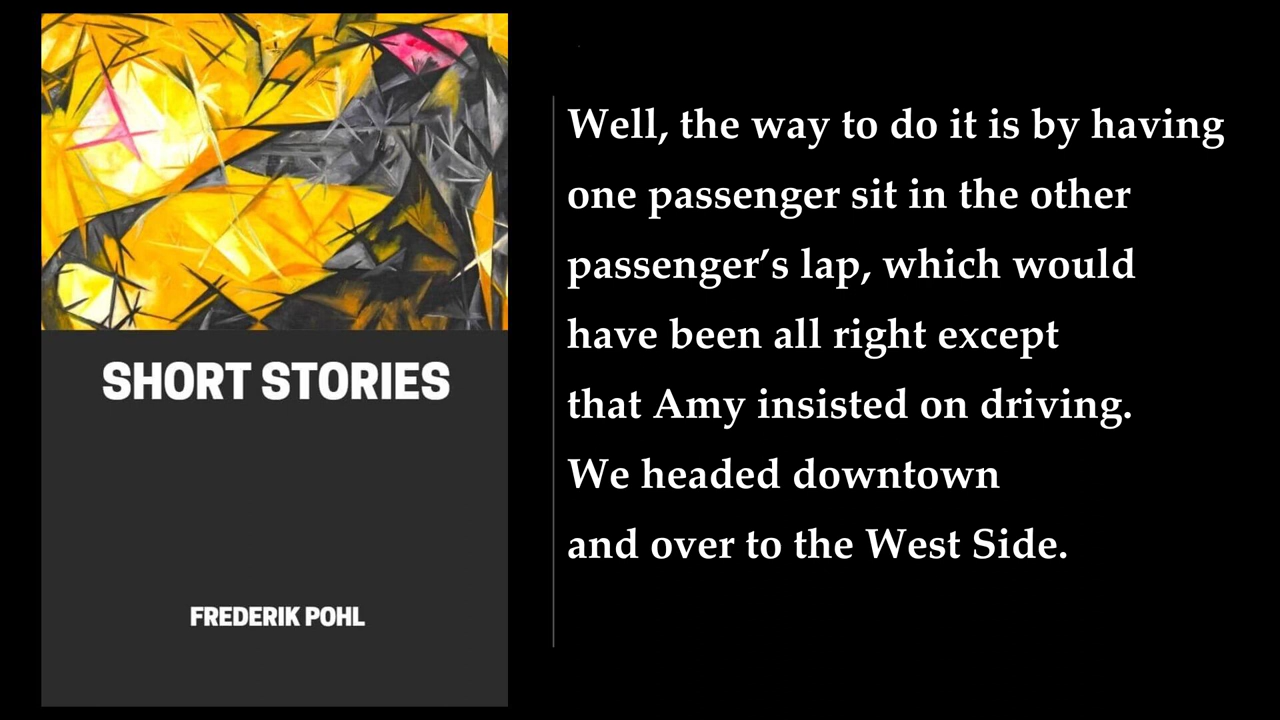 SHORT STORIES
FREDERIK POHL
Well, the way to do it is by having
one passenger sit in the other
passenger’s lap, which would
have been all right except
that Amy insisted on driving.
We headed downtown
and over to the West Side.